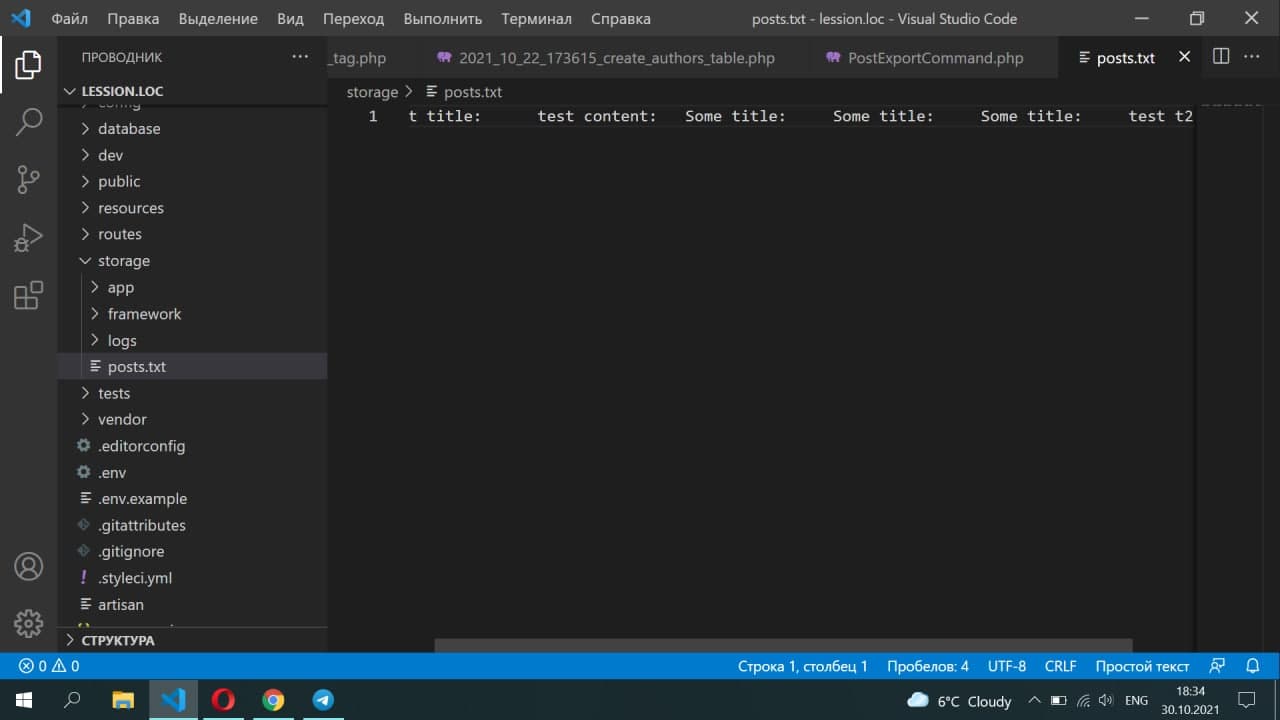 Файл Правка Выделение Вид Переход Выполнить Терминал Справка posts.txt - lession.loc - Visual Studio Code
ПРОВОДНИК
_tag.php 2021_10_22_173615_create_authors_table.php PostExportCommand.php posts.txt
LESSION.LOC
storage > posts.txt
config
1 t title: test content: Some title: Some title: Some title: test t2
database
dev
public
resources
routes
storage
app
framework
logs
posts.txt
tests
vendor
.editorconfig
.env
.env.example
.gitattributes
.gitignore
.styleci.yml
artisan
СТРУКТУРА
0 0 Строка 1, столбец 1 Пробелов: 4 UTF-8 CRLF Простой текст
6°C Cloudy ENG 18:34
30.10.2021